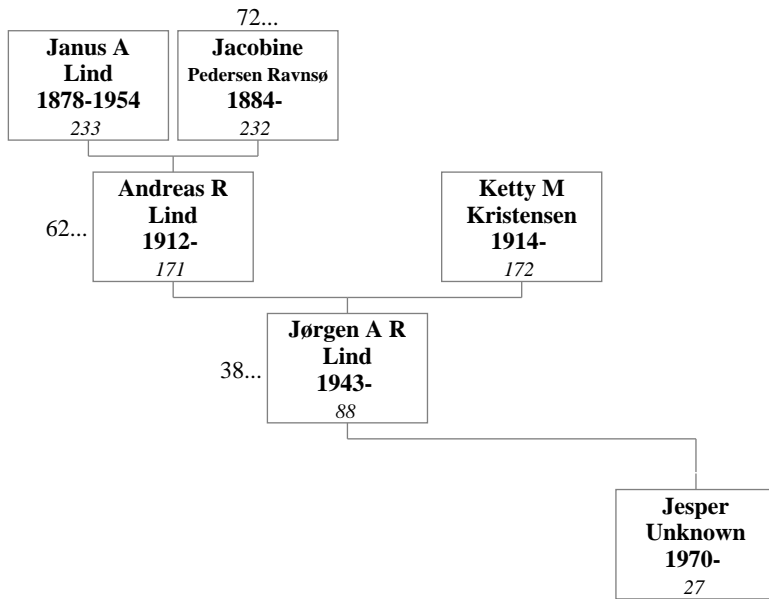 72...
Janus A
Lind
1878-1954
233
Jacobine
Pedersen Ravnsø
1884-
232
62...
Andreas R
Lind
1912-
171
Ketty M
Kristensen
1914-
172
38...
Jørgen A R
Lind
1943-
88
Jesper
Unknown
1970-
27